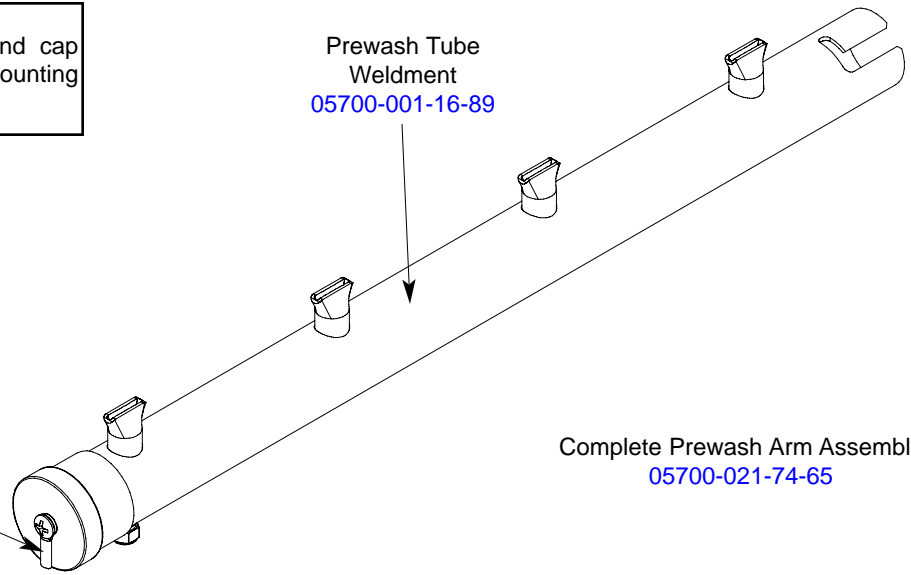 nd cap
ounting
Prewash Tube
Weldment
05700-001-16-89
Complete Prewash Arm Assembl
05700-021-74-65